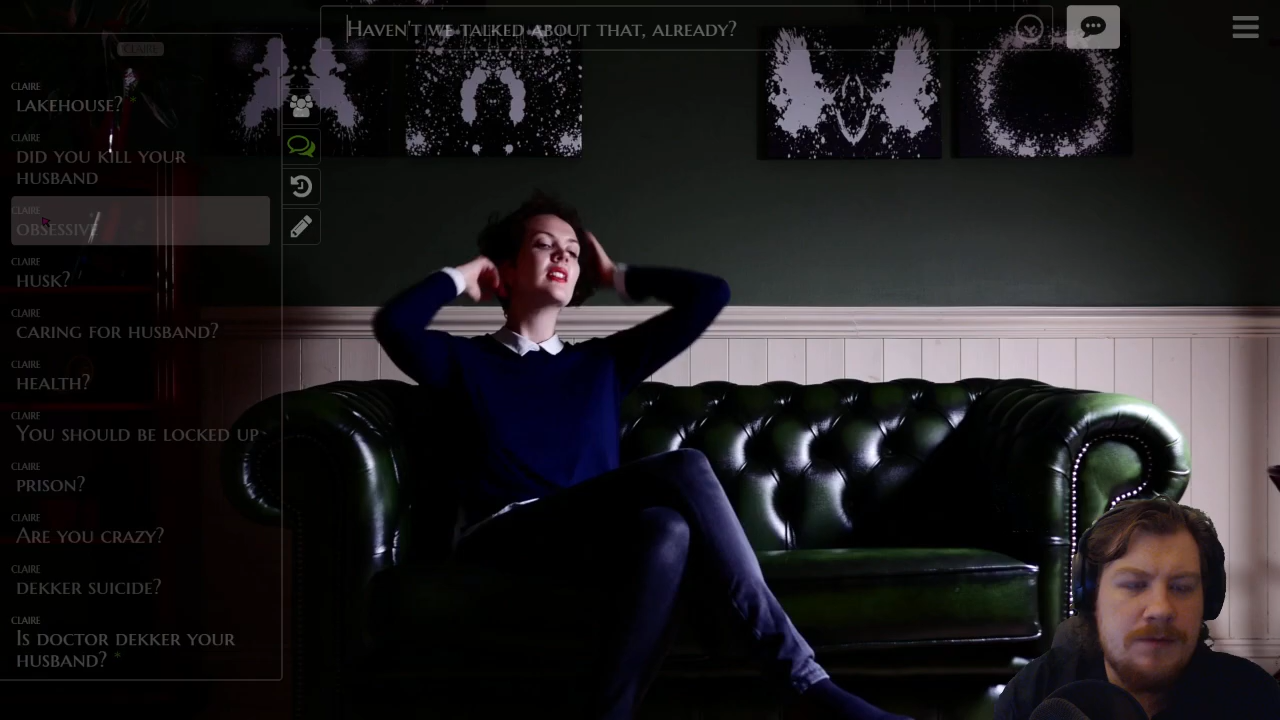 Haven't we talked about that, already?
CLAIRE
CLAIRE
LAKEHOUSE? *
CLAIRE
DID YOU KILL YOUR
HUSBAND
CLAIRE
OBSESSIVE
CLAIRE
HUSK?
CLAIRE
CARING FOR HUSBAND?
CLAIRE
HEALTH?
CLAIRE
You should be locked up
CLAIRE
PRISON?
CLAIRE
Are you crazy?
CLAIRE
DEKKER SUICIDE?
CLAIRE
Is doctor dekker your
husband? *